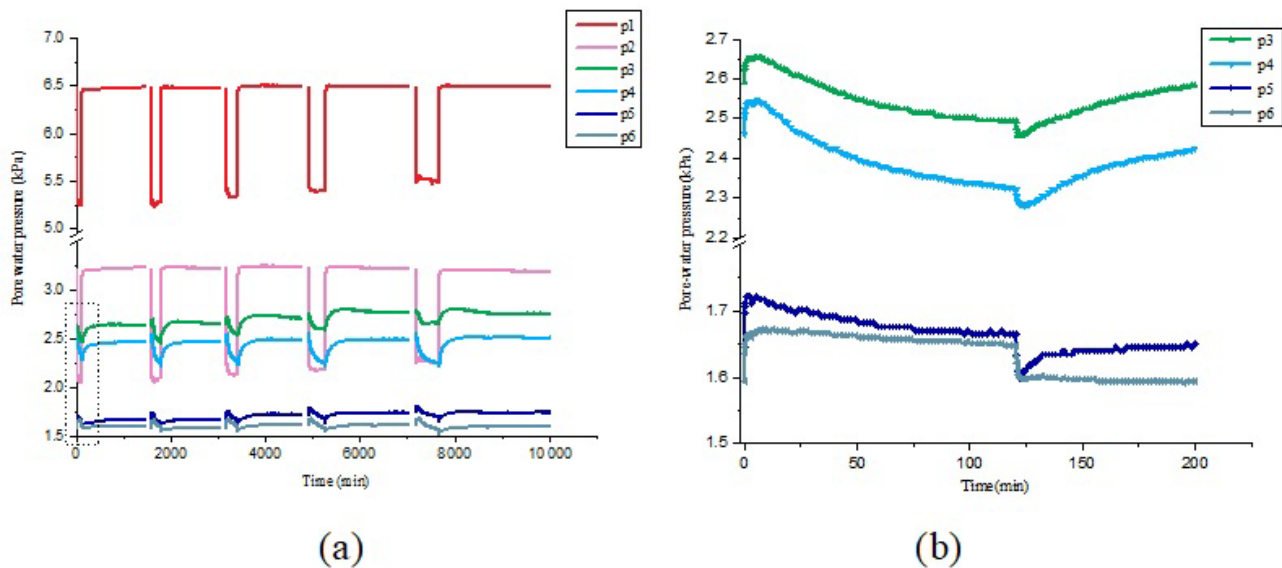 p1
p2
p3
p4
p5
p6
7.0
6.5
6.0
5.5
5.0
3.0
2.5
2.0
1.5
Pore water pressure (kPa)
0
2000
4000
6000
8000
10 000
Time (min)
(a)
p3
p4
p5
p6
2.7
2.6
2.5
2.4
2.3
2.2
1.7
1.6
1.5
Pore-water pressure(kPa)
0
50
100
150
200
Time(min)
(b)